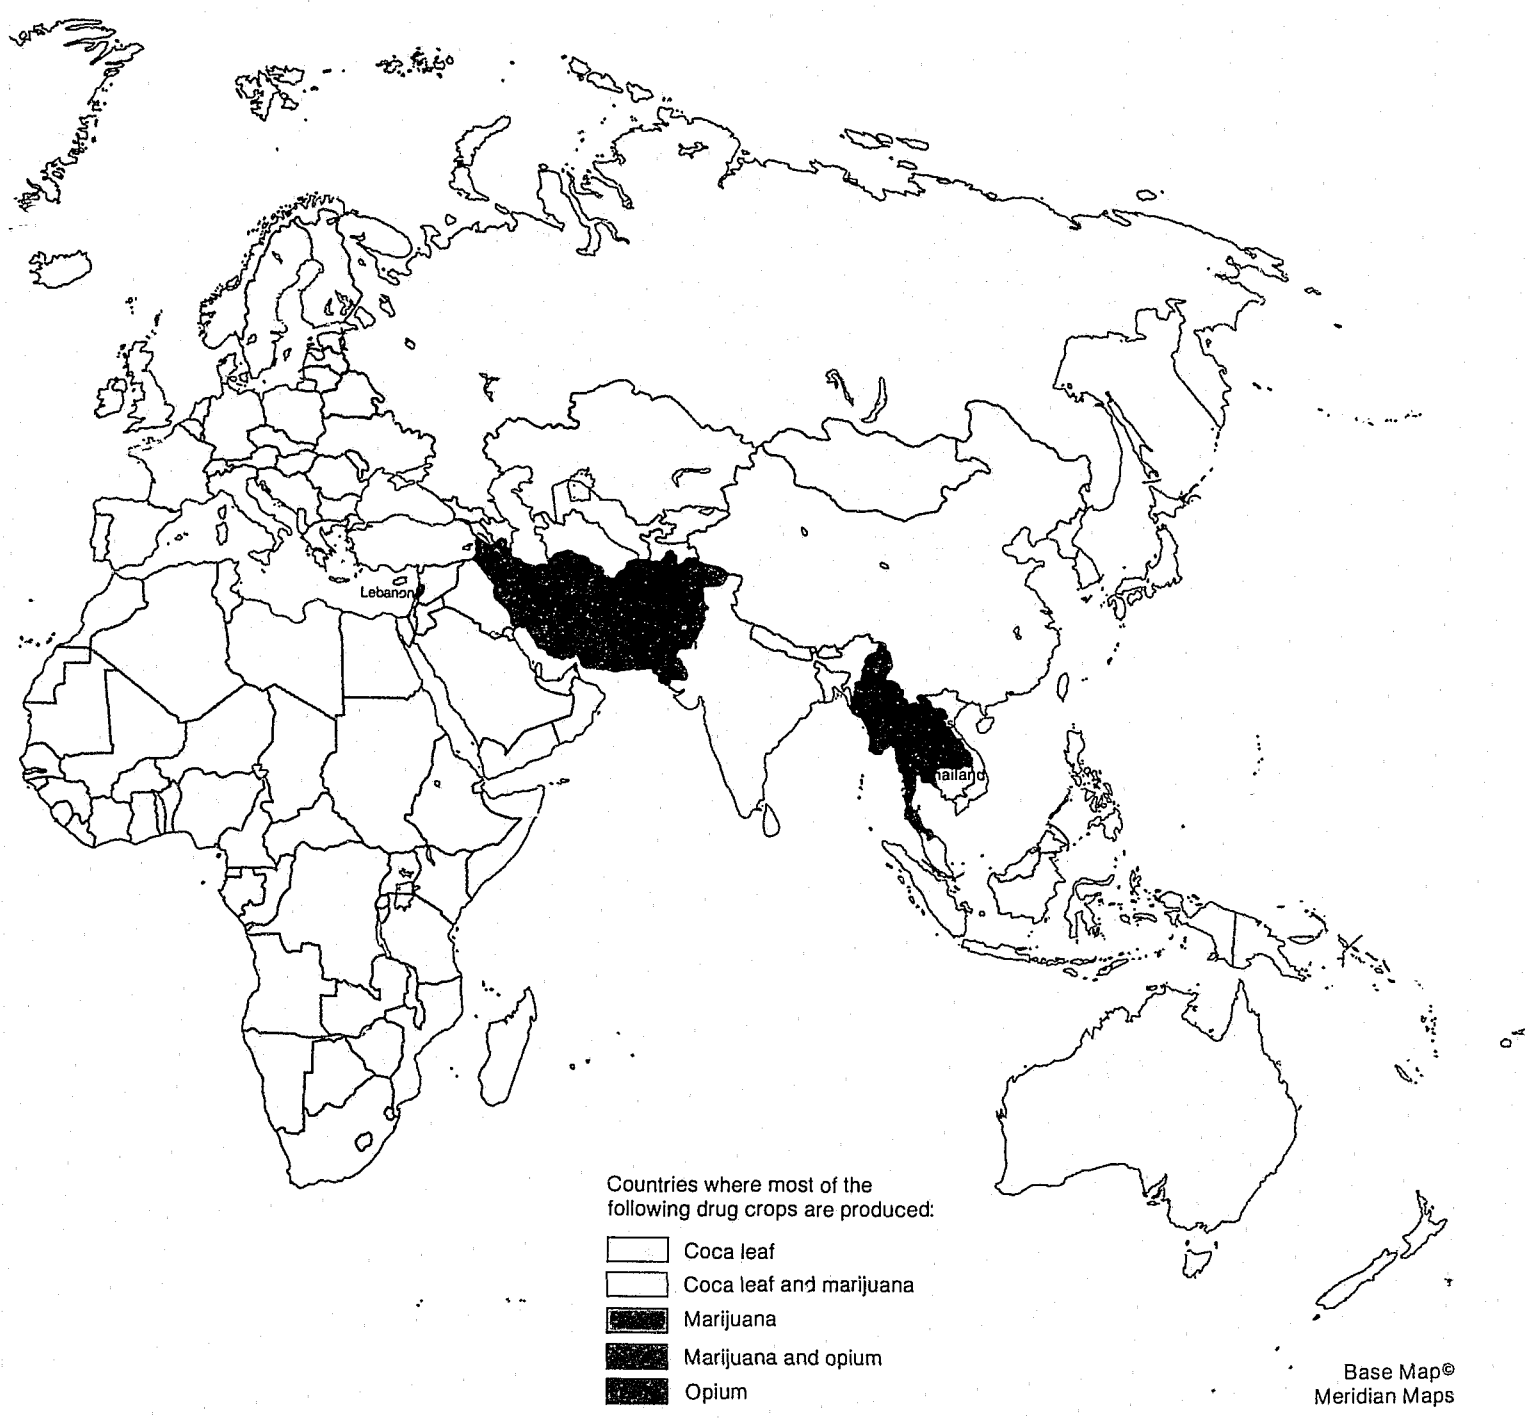 Lebanon
hailand
Countries where most of the
following drug crops are produced:
Coca leaf
Coca leaf and marijuana
Marijuana
Marijuana and opium
Opium
Base Map©
Meridian Maps